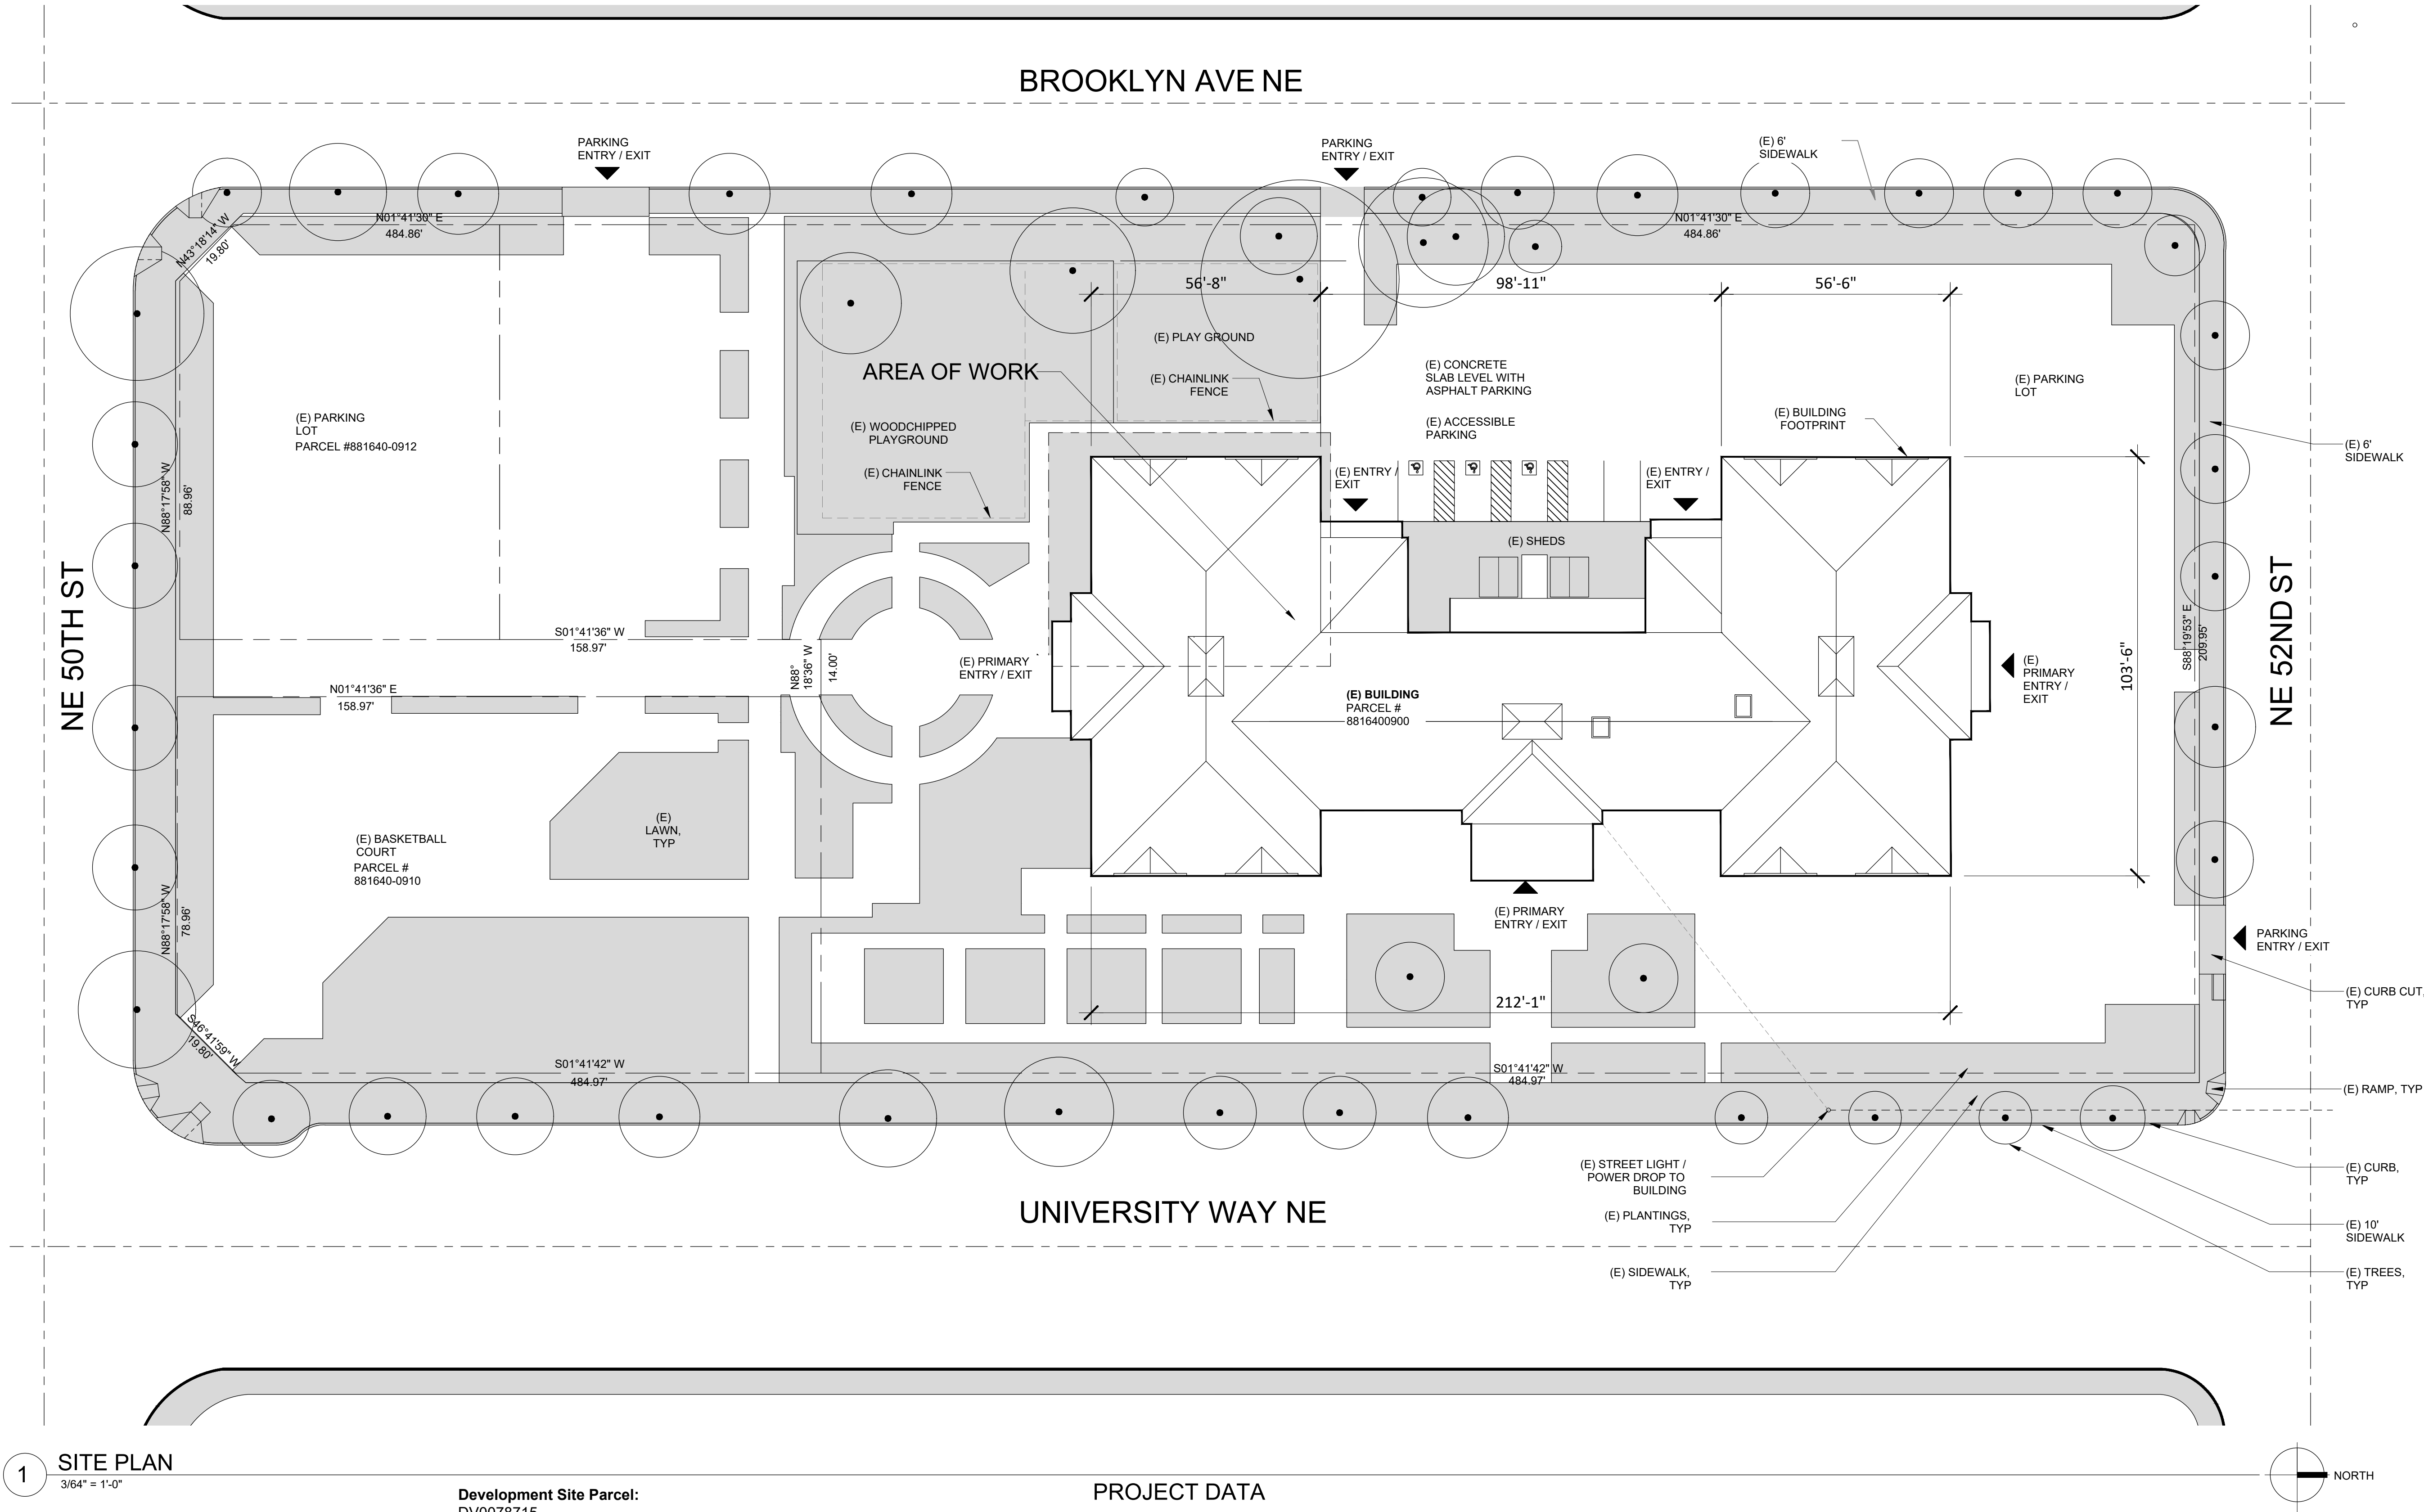 BROOKLYN AVE NE
PARKING
ENTRY / EXIT
PARKING
ENTRY / EXIT
(E) 6'
SIDEWALK
N01°41'30" E
484.86'
N01°41'30" E
484.86'
N43°18'14" W
19.80'
56'-8"
98'-11"
56'-6"
(E) PLAY GROUND
AREA OF WORK
(E) CHAINLINK
FENCE
(E) CONCRETE
SLAB LEVEL WITH
ASPHALT PARKING
(E) PARKING
LOT
(E) PARKING
LOT
PARCEL #881640-0912
(E) WOODCHIPPED
PLAYGROUND
(E) ACCESSIBLE
PARKING
(E) BUILDING
FOOTPRINT
(E) 6'
SIDEWALK
(E) CHAINLINK
FENCE
(E) ENTRY /
EXIT
(E) ENTRY /
EXIT
N88°17'58" W
88.96'
(E) SHEDS
NE 50TH ST
NE 52ND ST
S01°41'36" W
158.97'
N88°
18'36" W
14.00'
(E) PRIMARY
ENTRY / EXIT
(E)
PRIMARY
ENTRY /
EXIT
103'-6"
S88°19'53" E
209.95'
N01°41'36" E
158.97'
(E) BUILDING
PARCEL #
8816400900
(E)
LAWN,
TYP
(E) BASKETBALL
COURT
PARCEL #
881640-0910
N88°17'58" W
78.96'
(E) PRIMARY
ENTRY / EXIT
PARKING
ENTRY / EXIT
212'-1"
(E) CURB CUT,
TYP
S46°41'59" W
19.80'
S01°41'42" W
484.97'
S01°41'42" W
484.97'
(E) RAMP, TYP
(E) STREET LIGHT /
POWER DROP TO
BUILDING
(E) CURB,
TYP
UNIVERSITY WAY NE
(E) PLANTINGS,
TYP
(E) 10'
SIDEWALK
(E) SIDEWALK,
TYP
(E) TREES,
TYP
1
SITE PLAN
3/64" = 1'-0"
NORTH
PROJECT DATA
Development Site Parcel:
DV0078715